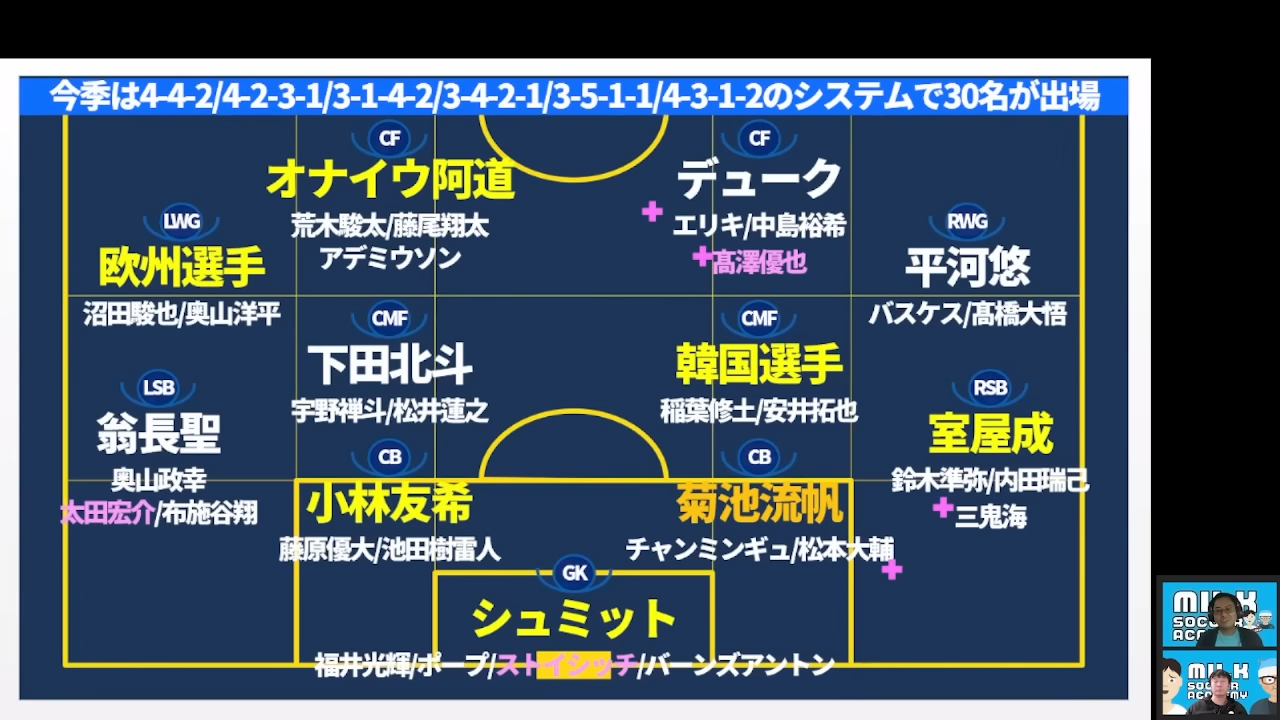 今季は4-4-2/4-2-3-1/3-1-4-2/3-4-2-1/3-5-1-1/4-3-1-2のシステムで30名が出場
CF
オナイウ阿道
荒木駿太/藤尾翔太
アデミウソン
CF
デューク
エリキ/中島裕希
髙澤優也
LWG
欧州選手
沼田駿也/奥山洋平
RWG
平河悠
バスケス/髙橋大悟
CMF
下田北斗
宇野禅斗/松井蓮之
CMF
韓国選手
稲葉修土/安井拓也
LSB
翁長聖
奥山政幸
太田宏介/布施谷翔
RSB
室屋成
鈴木準弥/内田瑞己
三鬼海
CB
小林友希
藤原優大/池田樹雷人
CB
菊池流帆
チャンミンギュ/松本大輔
GK
シュミット
福井光輝/ポープ/ストイシッチ/バーンズアントン
MILK
SOCCER
ACADEMY
MILK
SOCCER
ACADEMY